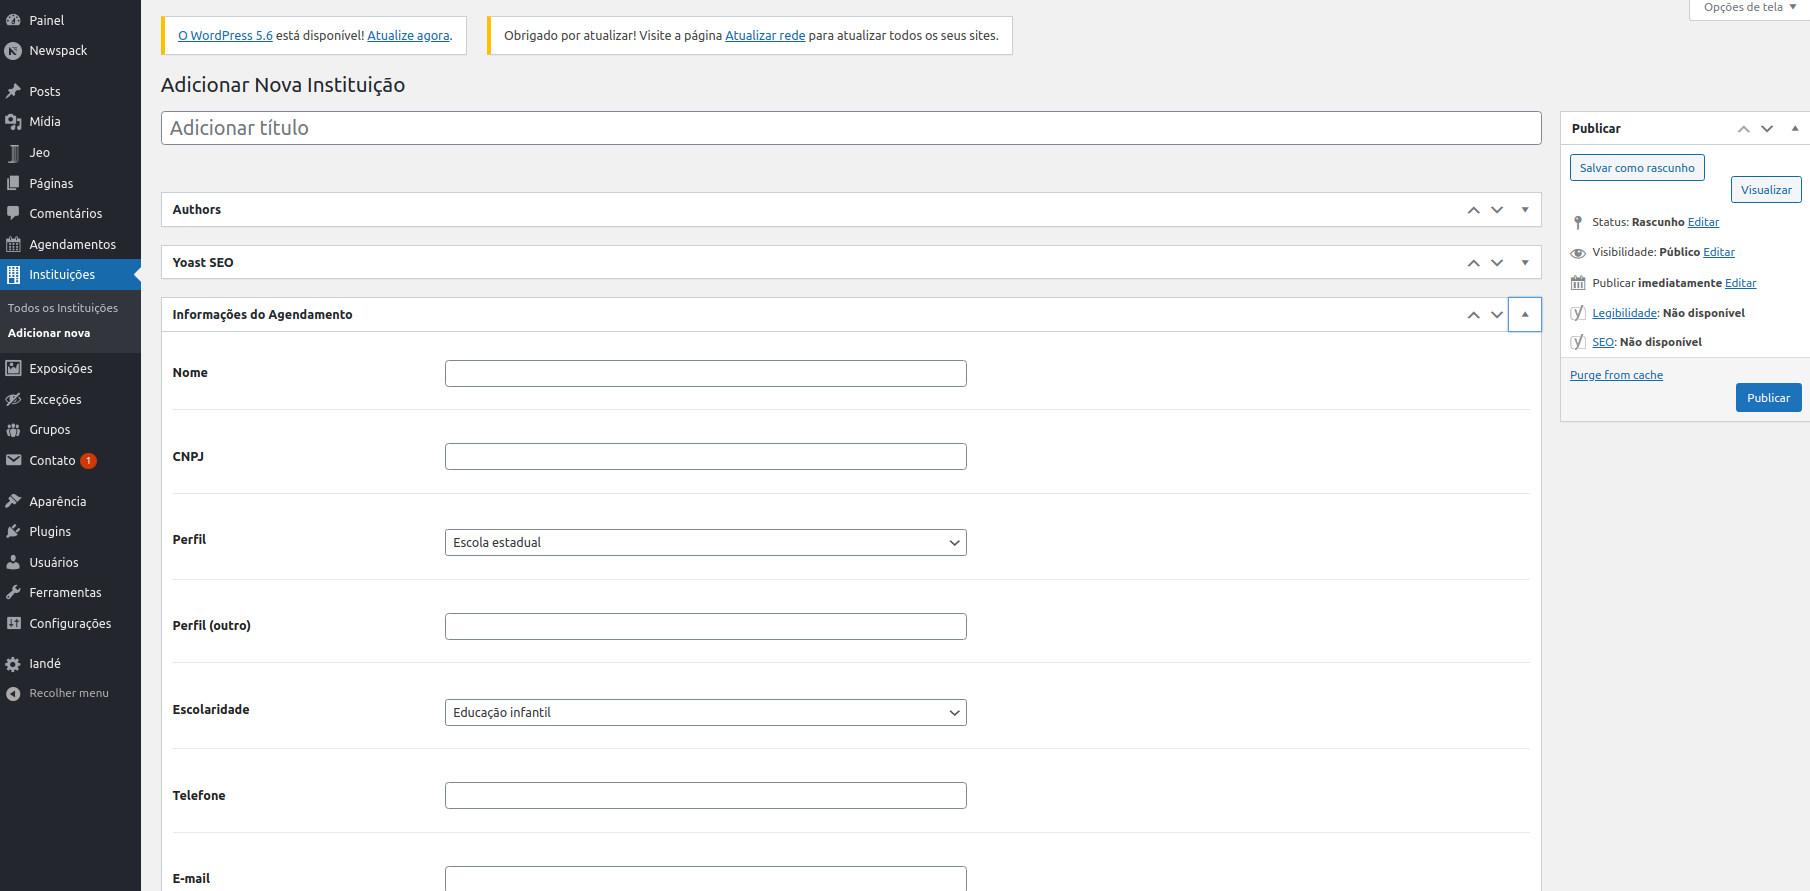 Painel
Newspack
Posts
Mídia
Jeo
Páginas
Comentários
Agendamentos
Instituições
Todos os Instituições
Adicionar nova
Exposições
Exceções
Grupos
Contato 1
Aparência
Plugins
Usuários
Ferramentas
Configurações
Iandé
Recolher menu
Opções de tela
O WordPress 5.6 está disponível! Atualize agora.
Obrigado por atualizar! Visite a página Atualizar rede para atualizar todos os seus sites.
Adicionar Nova Instituição
Adicionar título
Authors
Yoast SEO
Informações do Agendamento
Nome
CNPJ
Perfil
Escola estadual
Perfil (outro)
Escolaridade
Educação infantil
Telefone
E-mail
Publicar
Salvar como rascunho
Visualizar
Status: Rascunho Editar
Visibilidade: Público Editar
Publicar imediatamente Editar
Legibilidade: Não disponível
SEO: Não disponível
Purge from cache
Publicar